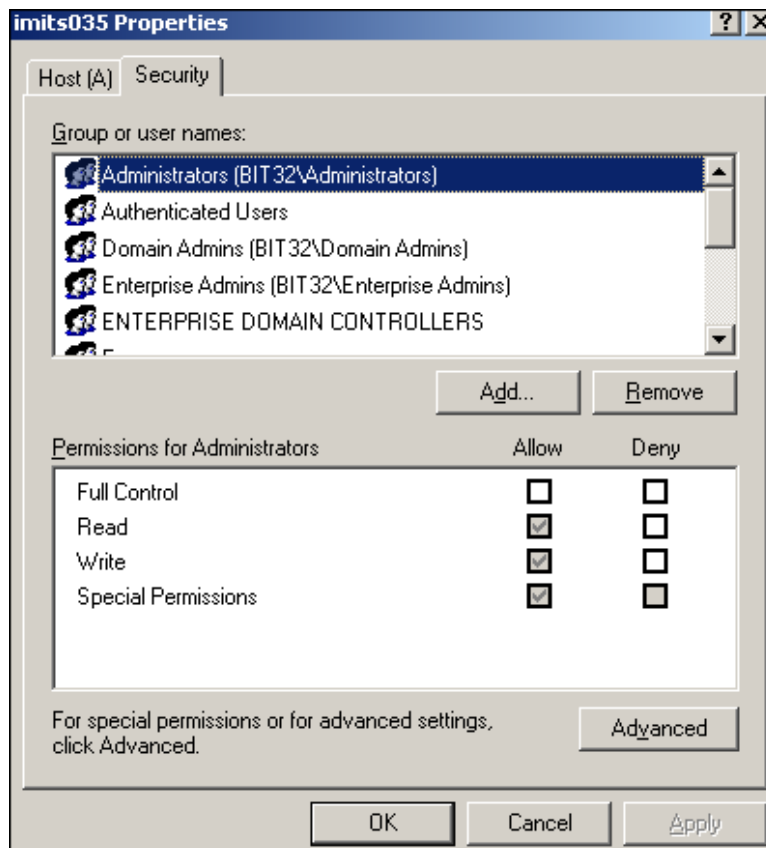 imits035 Properties
Host (A) Security
Group or user names:
Administrators (BIT32\Administrators)
Authenticated Users
Domain Admins (BIT32\Domain Admins)
Enterprise Admins (BIT32\Enterprise Admins)
ENTERPRISE DOMAIN CONTROLLERS
Add... Remove
Permissions for Administrators Allow Deny
Full Control
Read
Write
Special Permissions
For special permissions or for advanced settings,
click Advanced.
Advanced
OK Cancel Apply